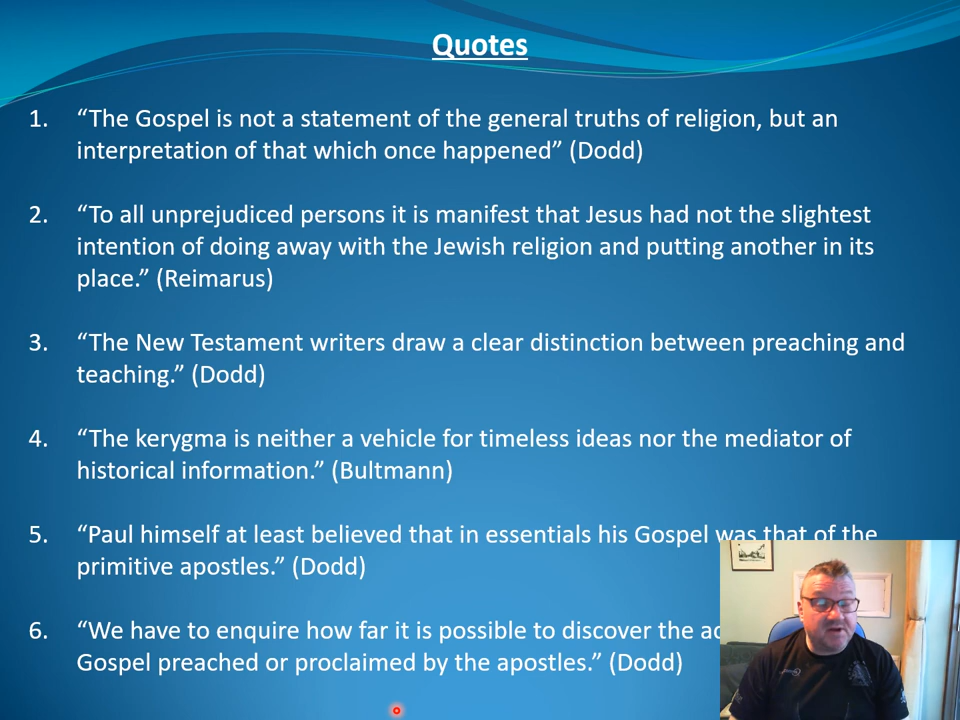 Quotes
1. “The Gospel is not a statement of the general truths of religion, but an
interpretation of that which once happened” (Dodd)
2. “To all unprejudiced persons it is manifest that Jesus had not the slightest
intention of doing away with the Jewish religion and putting another in its
place.” (Reimarus)
3. “The New Testament writers draw a clear distinction between preaching and
teaching.” (Dodd)
4. “The kerygma is neither a vehicle for timeless ideas nor the mediator of
historical information.” (Bultmann)
5. “Paul himself at least believed that in essentials his Gospel was that of the
primitive apostles.” (Dodd)
6. “We have to enquire how far it is possible to discover the
Gospel preached or proclaimed by the apostles.” (Dodd)